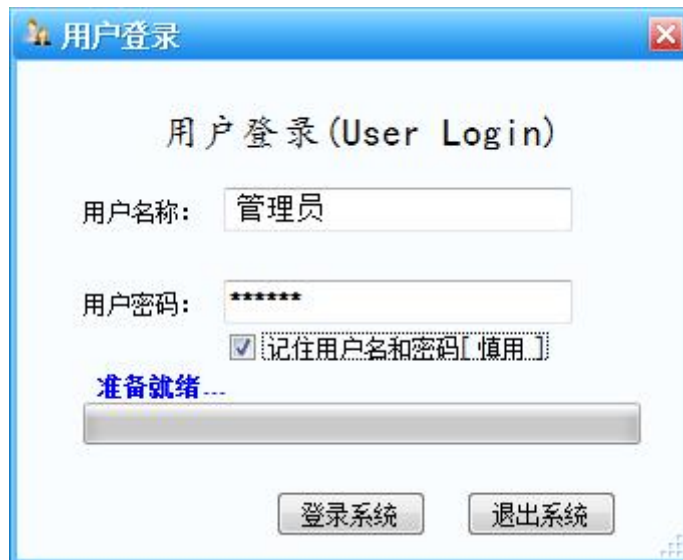 用户登录
用户登录(User Login)
用户名称： 管理员
用户密码： ******
记住用户名和密码[ 慎用 ]
准备就绪...
登录系统 退出系统